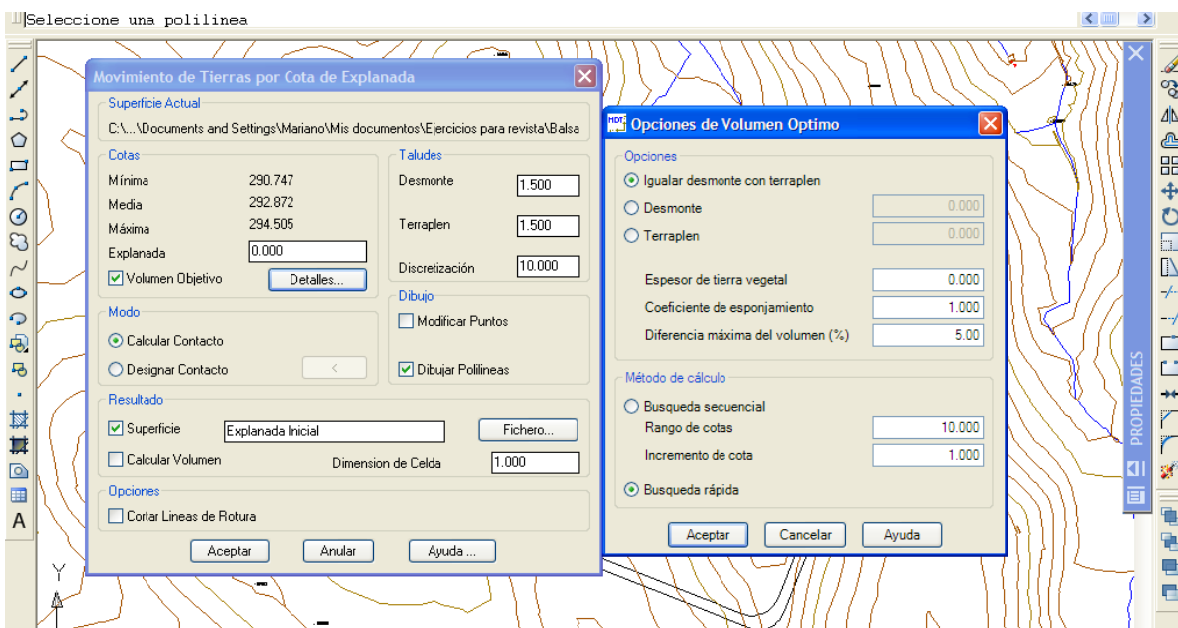 Seleccione una polilinea
Movimiento de Tierras por Cota de Explanada
Superficie Actual
C:\...\Documents and Settings\Mariano\Mis documentos\Ejercicios para revista\Balsa
Cotas
Mínima 290.747
Media 292.872
Máxima 294.505
Explanada 0.000
Volumen Objetivo Detalles...
Taludes
Desmonte 1.500
Terraplen 1.500
Discretización 10.000
Modo
Calcular Contacto
Designar Contacto <
Dibujo
Modificar Puntos
Dibujar Polilineas
Resultado
Superficie Explanada Inicial Fichero...
Calcular Volumen Dimension de Celda 1.000
Opciones
Cortar Lineas de Rotura
Aceptar Anular Ayuda ...
MDT Opciones de Volumen Optimo
Opciones
Igualar desmonte con terraplen
Desmonte 0.000
Terraplen 0.000
Espesor de tierra vegetal 0.000
Coeficiente de esponjamiento 1.000
Diferencia máxima del volumen (%) 5.00
Método de cálculo
Busqueda secuencial
Rango de cotas 10.000
Incremento de cota 1.000
Busqueda rápida
Aceptar Cancelar Ayuda
PROPIEDADES
A
Y